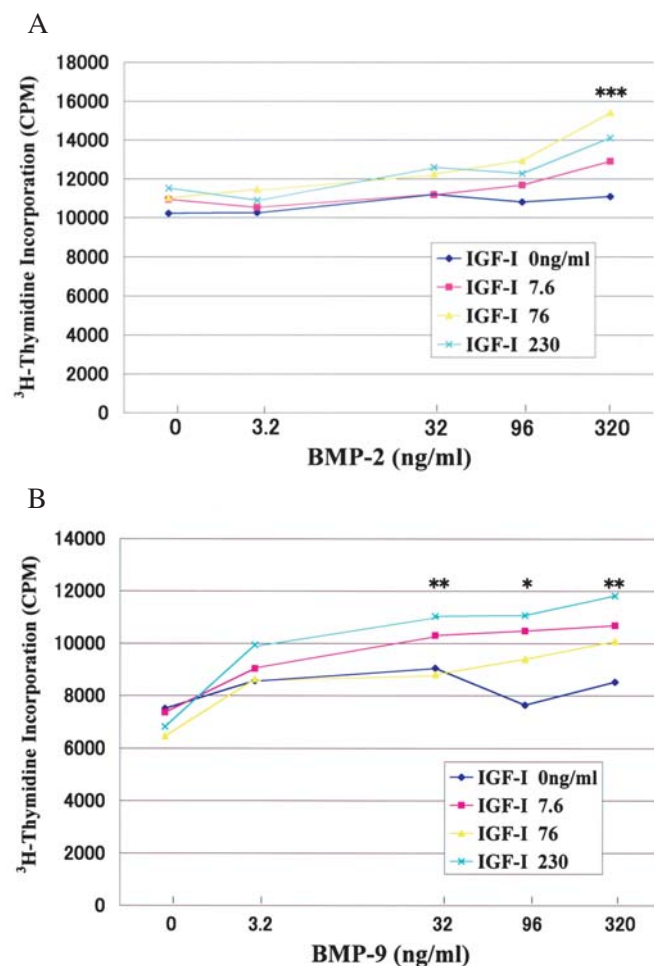 A
³H-Thymidine Incorporation (CPM)
18000
16000
14000
12000
10000
8000
6000
4000
2000
0
***
IGF-I 0ng/ml
IGF-I 7.6
IGF-I 76
IGF-I 230
0 3.2 32 96 320
BMP-2 (ng/ml)
B
³H-Thymidine Incorporation (CPM)
14000
12000
10000
8000
6000
4000
2000
0
** * **
IGF-I 0ng/ml
IGF-I 7.6
IGF-I 76
IGF-I 230
0 3.2 32 96 320
BMP-9 (ng/ml)